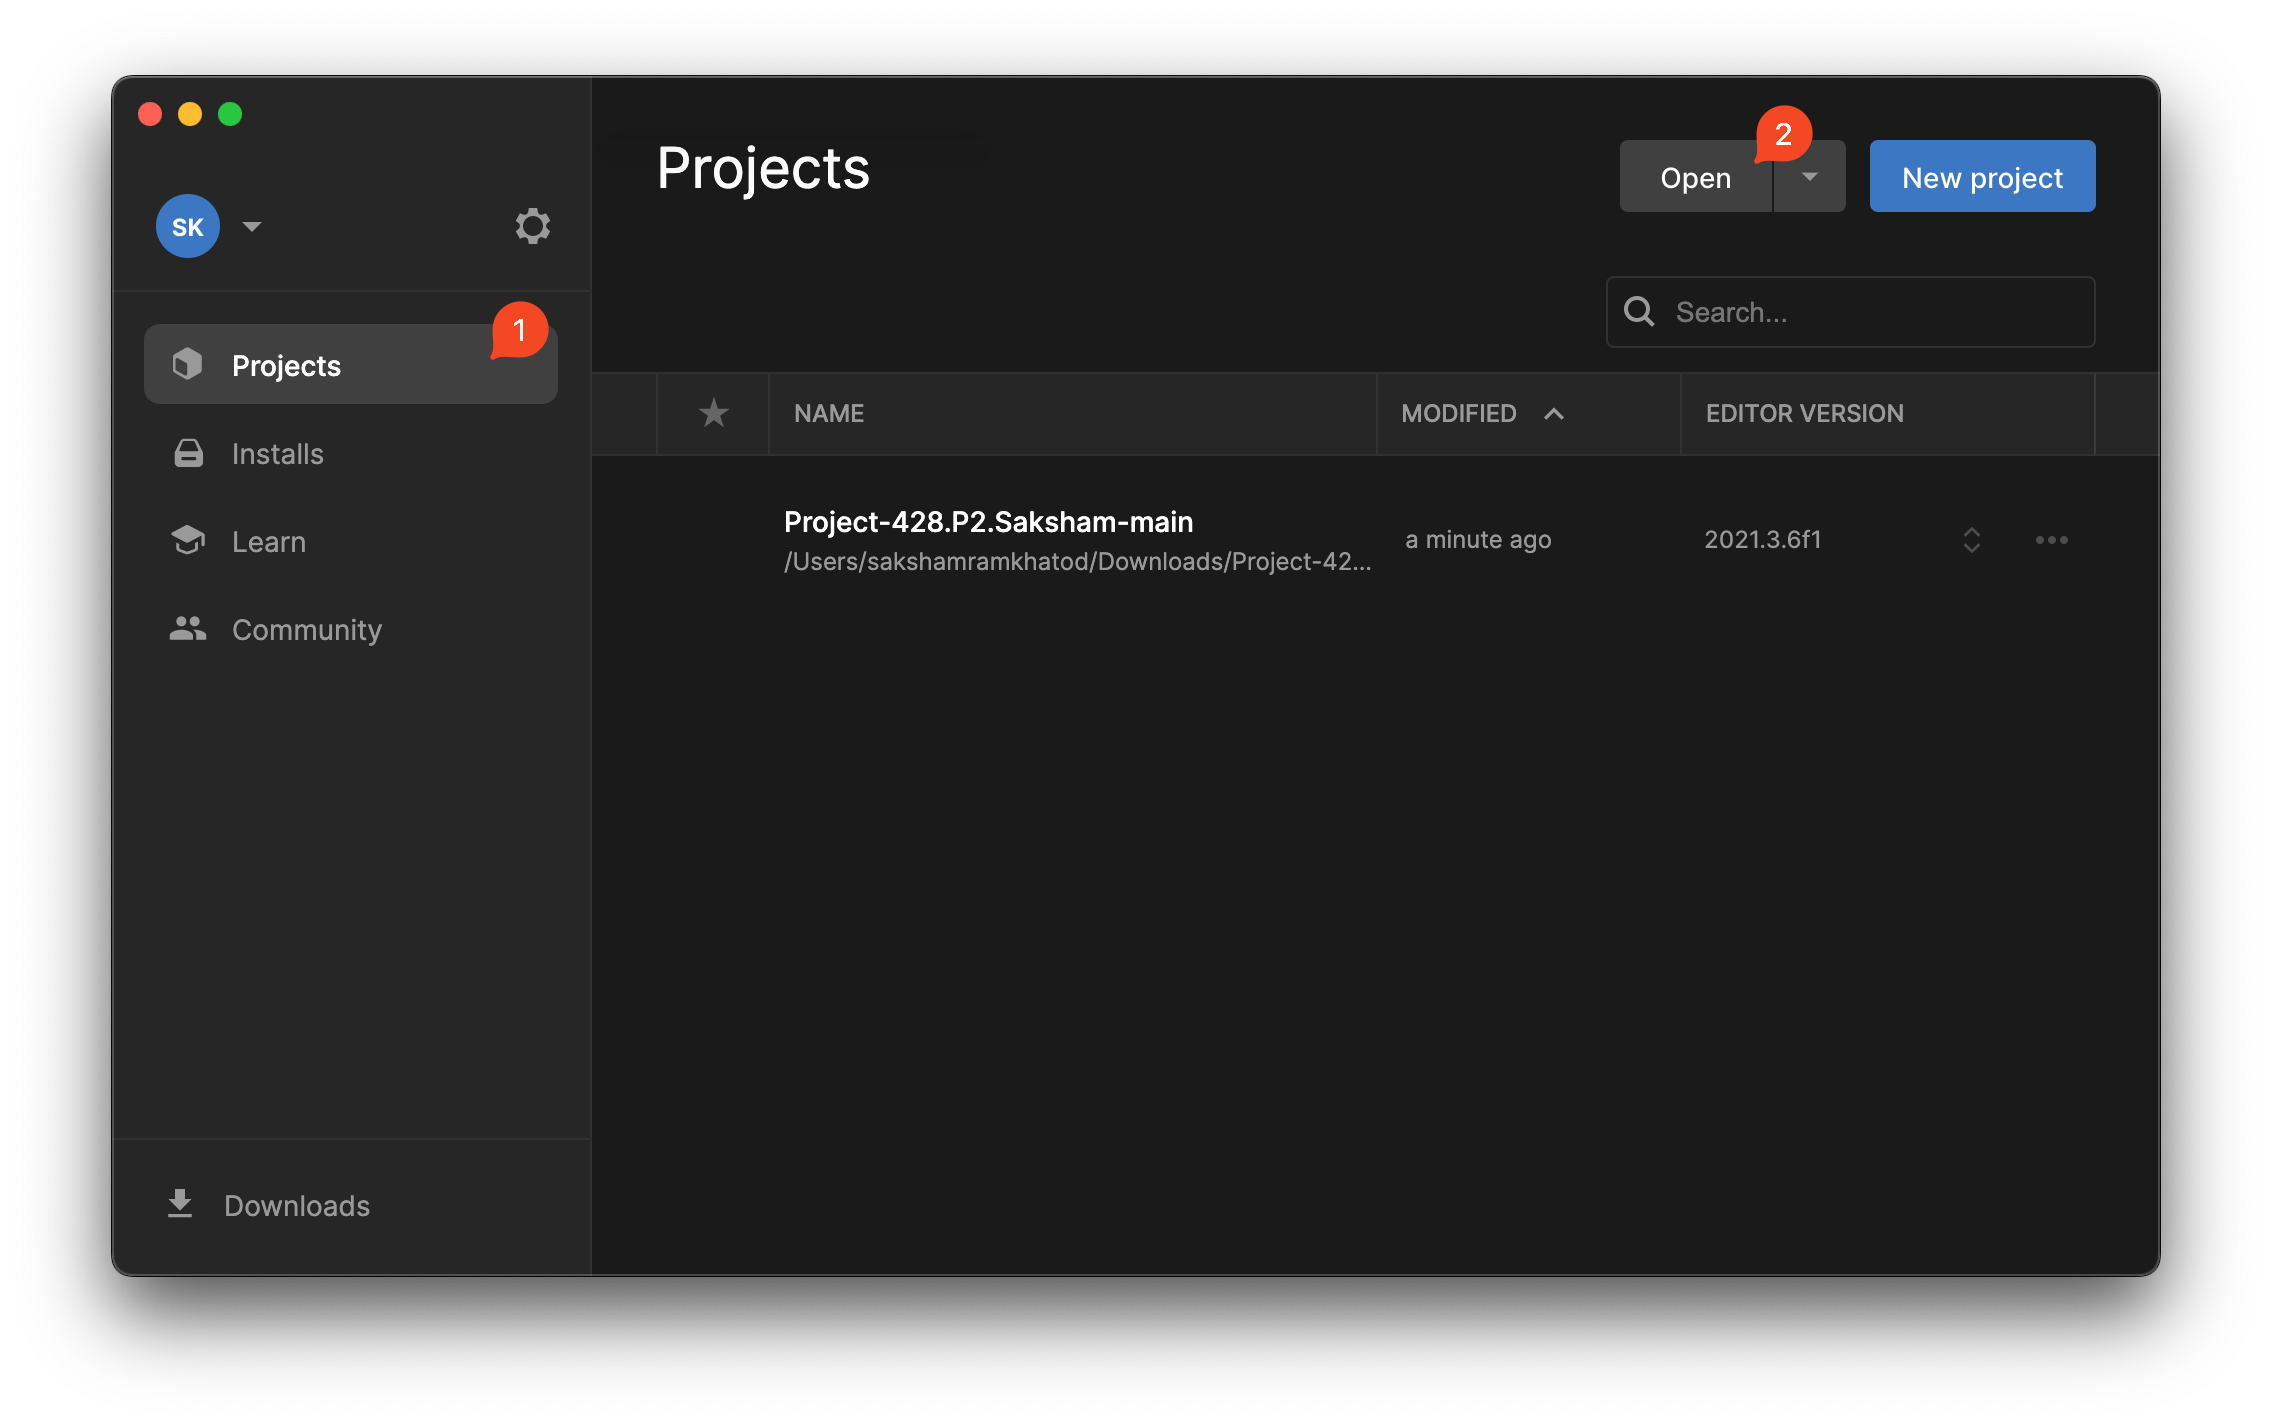 SK
Projects
1
Installs
Learn
Community
Downloads
Projects
Open
2
New project
Search...
NAME
MODIFIED
EDITOR VERSION
Project-428.P2.Saksham-main
/Users/sakshamramkhatod/Downloads/Project-42...
a minute ago
2021.3.6f1